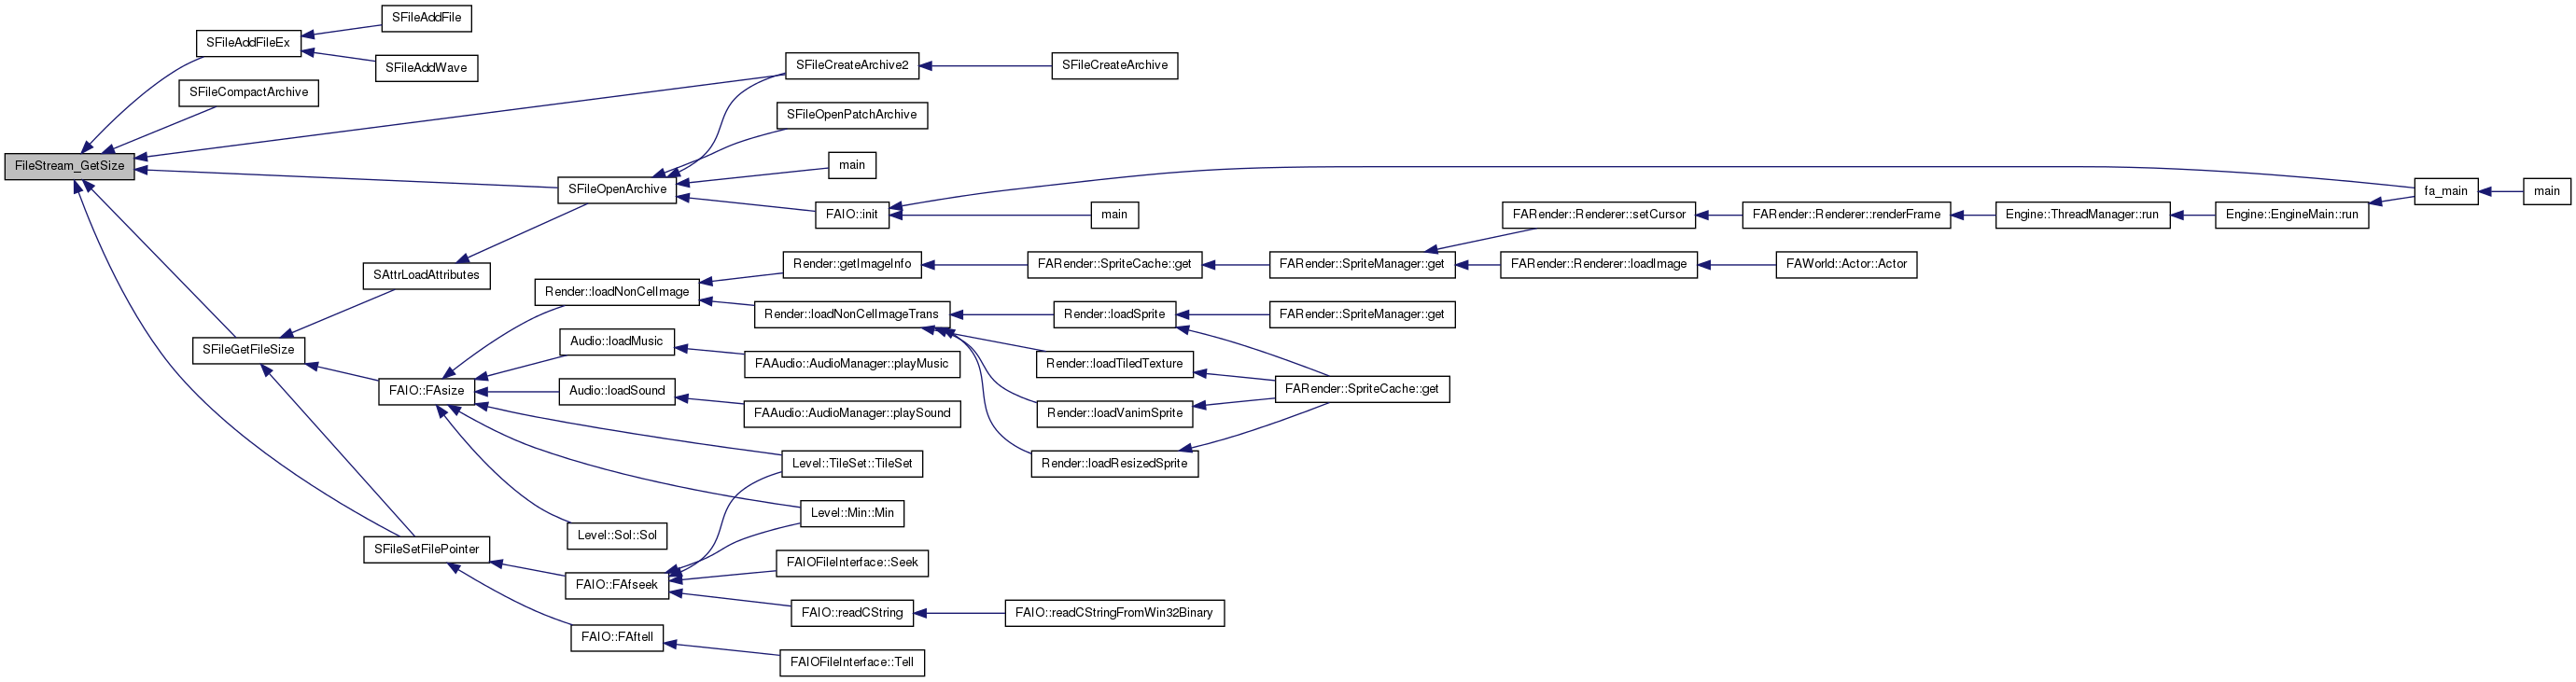 SFileAddFile
SFileAddFileEx
SFileAddWave
SFileCreateArchive2
SFileCreateArchive
SFileCompactArchive
SFileOpenPatchArchive
FileStream_GetSize
main
SFileOpenArchive
fa_main
main
FAIO::init
main
FARender::Renderer::setCursor
FARender::Renderer::renderFrame
Engine::ThreadManager::run
Engine::EngineMain::run
SAttrLoadAttributes
Render::getImageInfo
FARender::SpriteCache::get
FARender::SpriteManager::get
FARender::Renderer::loadImage
FAWorld::Actor::Actor
Render::loadNonCelImage
Render::loadNonCelImageTrans
Render::loadSprite
FARender::SpriteManager::get
SFileGetFileSize
Audio::loadMusic
FAAudio::AudioManager::playMusic
Render::loadTiledTexture
FAIO::FAsize
Audio::loadSound
FARender::SpriteCache::get
FAAudio::AudioManager::playSound
Render::loadVanimSprite
Level::TileSet::TileSet
Render::loadResizedSprite
Level::Min::Min
Level::Sol::Sol
SFileSetFilePointer
FAIOFileInterface::Seek
FAIO::FAfseek
FAIO::readCString
FAIO::readCStringFromWin32Binary
FAIO::FAftell
FAIOFileInterface::Tell